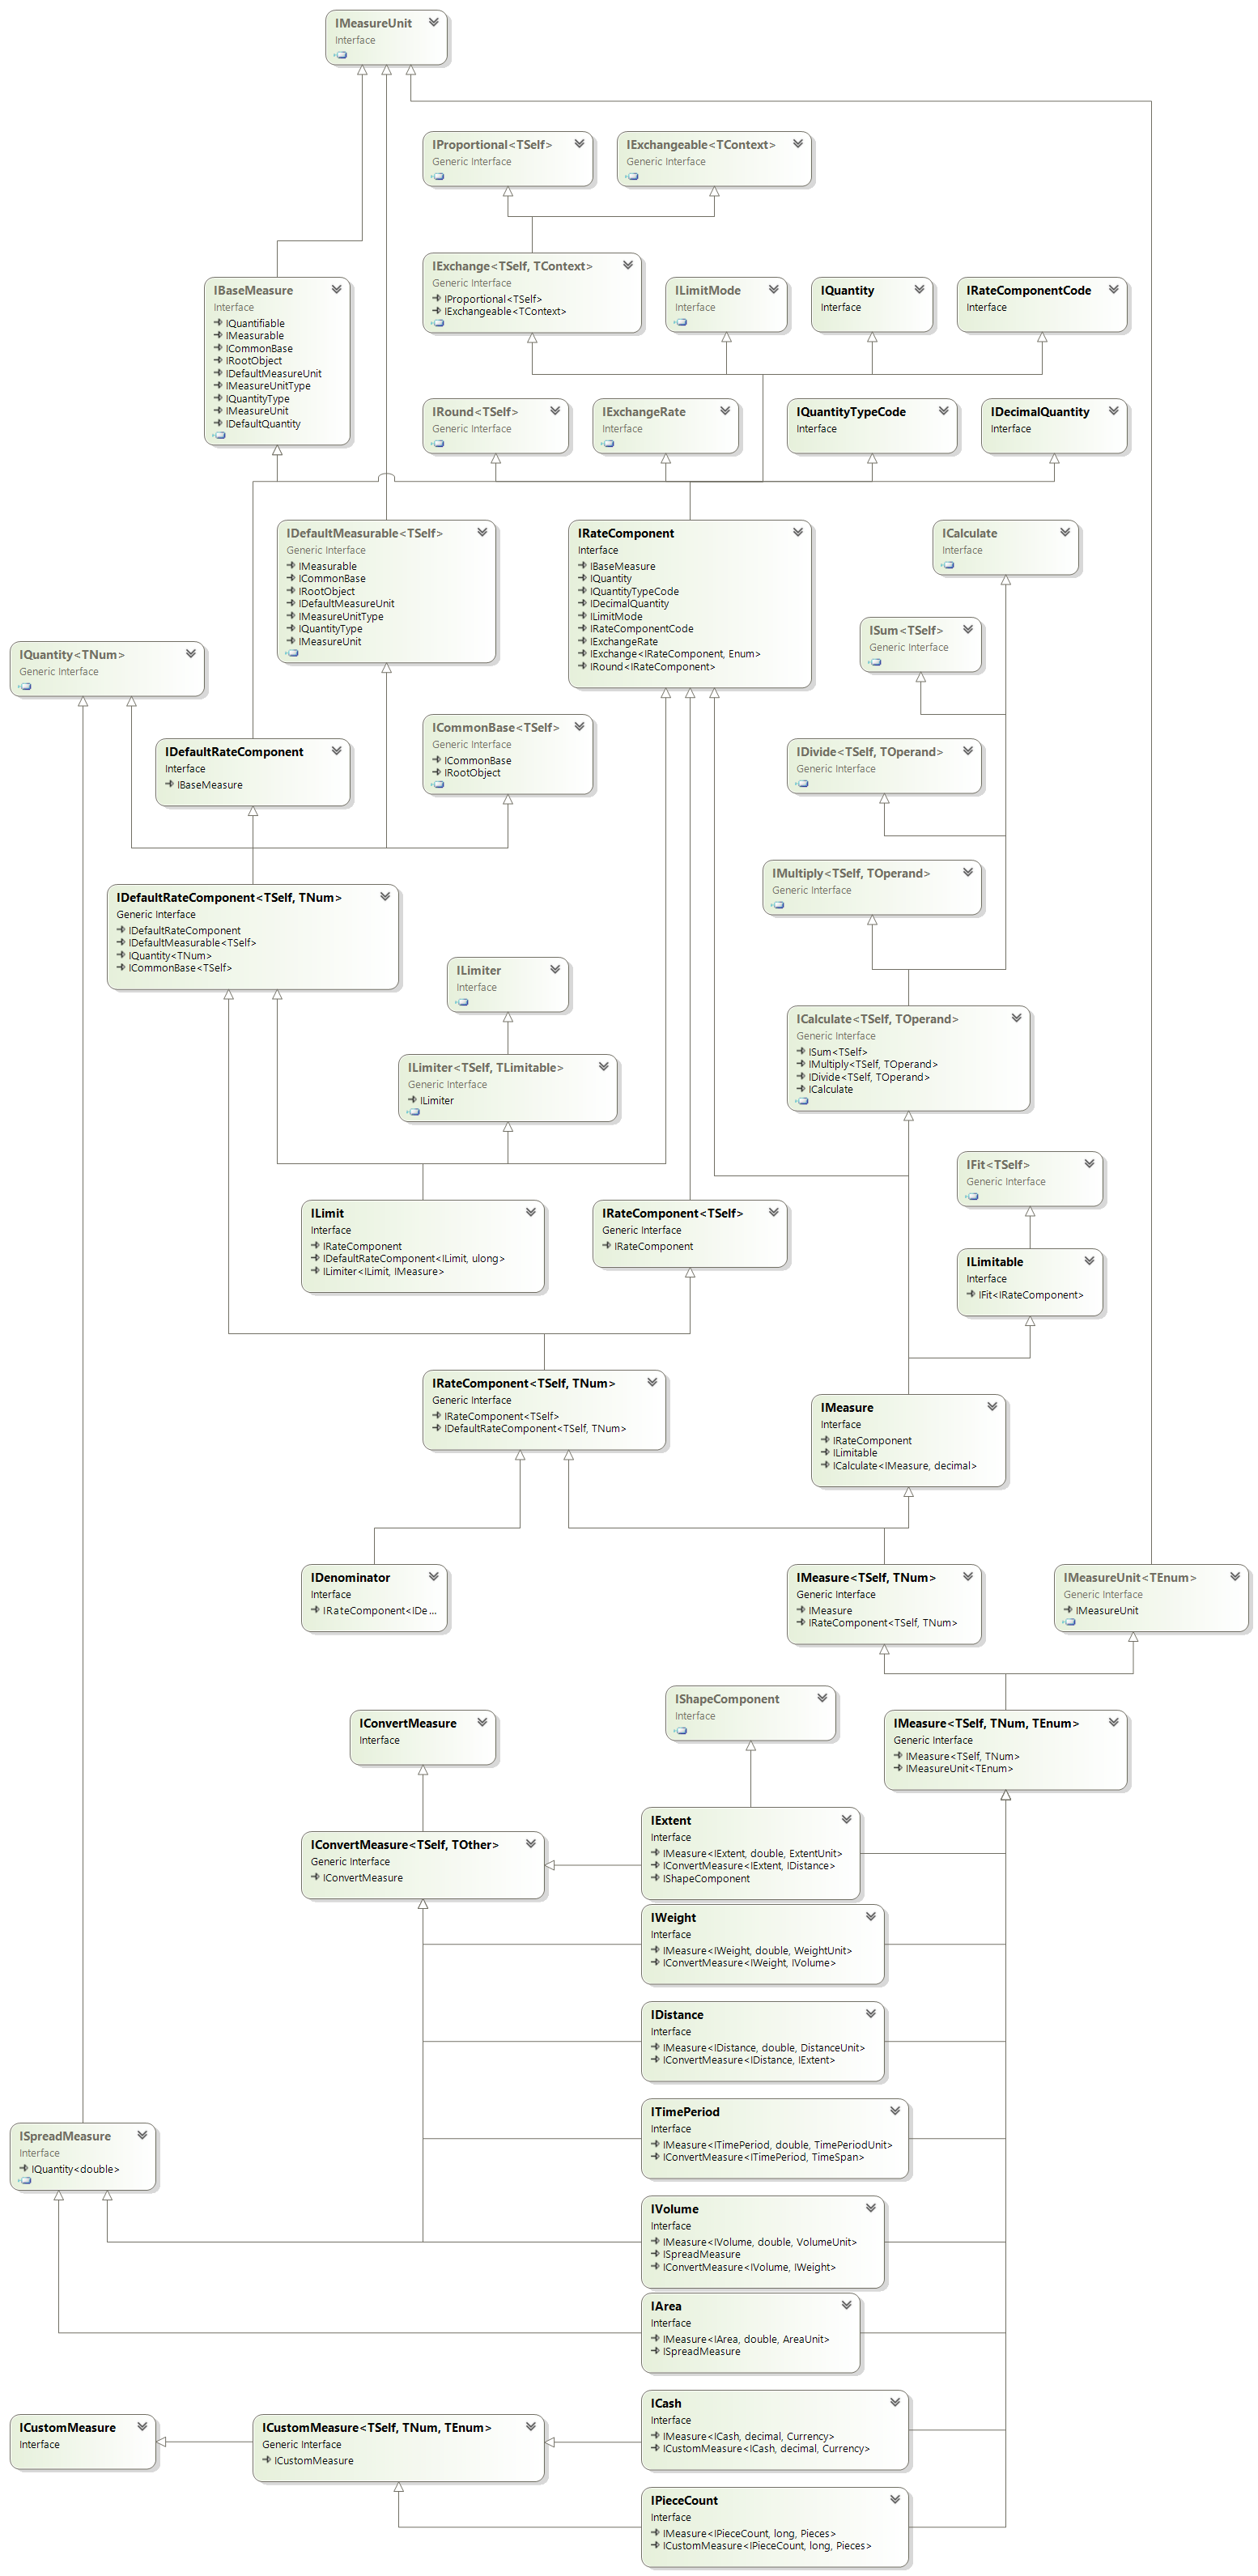 IMeasureUnit
Interface
IProportional<TSelf>
Generic Interface
IExchangeable<TContext>
Generic Interface
IExchange<TSelf, TContext>
Generic Interface
IProportional<TSelf>
IExchangeable<TContext>
ILimitMode
Interface
IQuantity
Interface
IRateComponentCode
Interface
IBaseMeasure
Interface
IQuantifiable
IMeasurable
ICommonBase
IRootObject
IDefaultMeasureUnit
IMeasureUnitType
IQuantityType
IMeasureUnit
IDefaultQuantity
IRound<TSelf>
Generic Interface
IExchangeRate
Interface
IQuantityTypeCode
Interface
IDecimalQuantity
Interface
IDefaultMeasurable<TSelf>
Generic Interface
IMeasurable
ICommonBase
IRootObject
IDefaultMeasureUnit
IMeasureUnitType
IQuantityType
IMeasureUnit
IRateComponent
Interface
IBaseMeasure
IQuantity
IQuantityTypeCode
IDecimalQuantity
ILimitMode
IRateComponentCode
IExchangeRate
IExchange<IRateComponent, Enum>
IRound<IRateComponent>
ICalculate
Interface
ISum<TSelf>
Generic Interface
IQuantity<TNum>
Generic Interface
IDefaultRateComponent
Interface
IBaseMeasure
ICommonBase<TSelf>
Generic Interface
ICommonBase
IRootObject
IDivide<TSelf, TOperand>
Generic Interface
IMultiply<TSelf, TOperand>
Generic Interface
IDefaultRateComponent<TSelf, TNum>
Generic Interface
IDefaultRateComponent
IDefaultMeasurable<TSelf>
IQuantity<TNum>
ICommonBase<TSelf>
ILimiter
Interface
ILimiter<TSelf, TLimitable>
Generic Interface
ILimiter
ICalculate<TSelf, TOperand>
Generic Interface
ISum<TSelf>
IMultiply<TSelf, TOperand>
IDivide<TSelf, TOperand>
ICalculate
IFit<TSelf>
Generic Interface
ILimit
Interface
IRateComponent
IDefaultRateComponent<ILimit, ulong>
ILimiter<ILimit, IMeasure>
IRateComponent<TSelf>
Generic Interface
IRateComponent
ILimitable
Interface
IFit<IRateComponent>
IRateComponent<TSelf, TNum>
Generic Interface
IRateComponent<TSelf>
IDefaultRateComponent<TSelf, TNum>
IMeasure
Interface
IRateComponent
ILimitable
ICalculate<IMeasure, decimal>
IDenominator
Interface
IRateComponent<IDe...
IMeasure<TSelf, TNum>
Generic Interface
IMeasure
IRateComponent<TSelf, TNum>
IMeasureUnit<TEnum>
Generic Interface
IMeasureUnit
IShapeComponent
Interface
IConvertMeasure
Interface
IMeasure<TSelf, TNum, TEnum>
Generic Interface
IMeasure<TSelf, TNum>
IMeasureUnit<TEnum>
IConvertMeasure<TSelf, TOther>
Generic Interface
IConvertMeasure
IExtent
Interface
IMeasure<IExtent, double, ExtentUnit>
IConvertMeasure<IExtent, IDistance>
IShapeComponent
IWeight
Interface
IMeasure<IWeight, double, WeightUnit>
IConvertMeasure<IWeight, IVolume>
IDistance
Interface
IMeasure<IDistance, double, DistanceUnit>
IConvertMeasure<IDistance, IExtent>
ITimePeriod
Interface
IMeasure<ITimePeriod, double, TimePeriodUnit>
IConvertMeasure<ITimePeriod, TimeSpan>
ISpreadMeasure
Interface
IQuantity<double>
IVolume
Interface
IMeasure<IVolume, double, VolumeUnit>
ISpreadMeasure
IConvertMeasure<IVolume, IWeight>
IArea
Interface
IMeasure<IArea, double, AreaUnit>
ISpreadMeasure
ICash
Interface
IMeasure<ICash, decimal, Currency>
ICustomMeasure<ICash, decimal, Currency>
ICustomMeasure
Interface
ICustomMeasure<TSelf, TNum, TEnum>
Generic Interface
ICustomMeasure
IPieceCount
Interface
IMeasure<IPieceCount, long, Pieces>
ICustomMeasure<IPieceCount, long, Pieces>